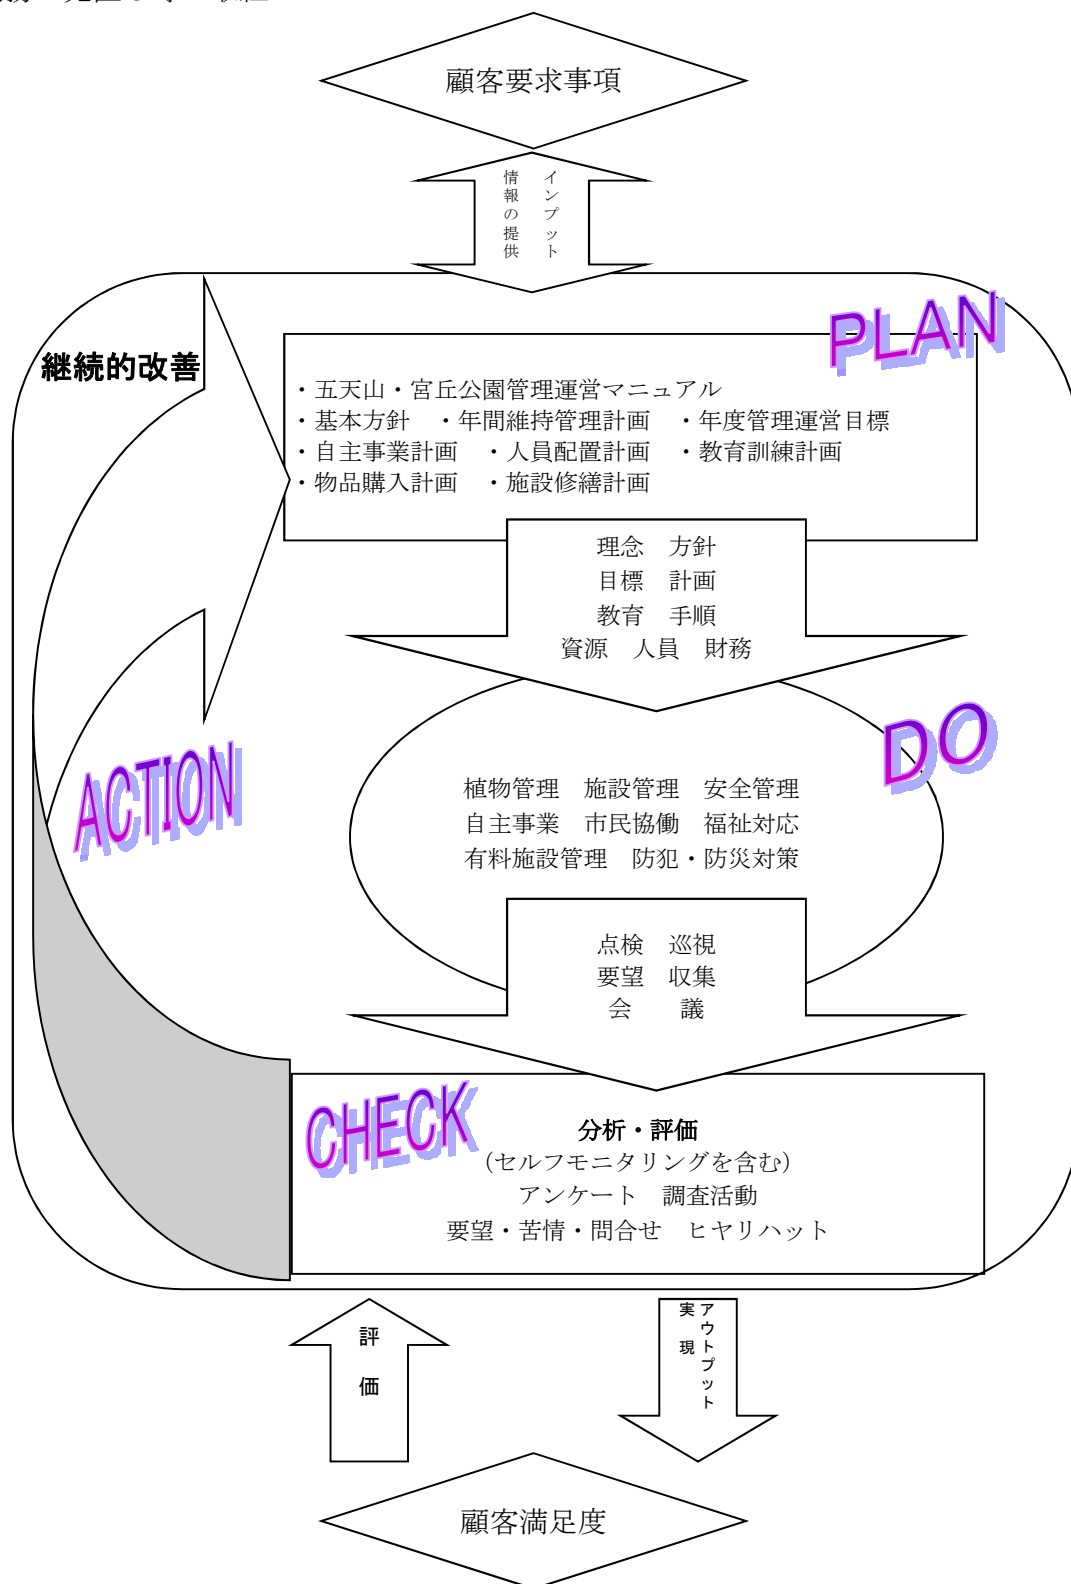 顧客要求事項
インプット
情報の提供
PLAN
継続的改善
・五天山・宮丘公園管理運営マニュアル
・基本方針　・年間維持管理計画　・年度管理運営目標
・自主事業計画　・人員配置計画　・教育訓練計画
・物品購入計画　・施設修繕計画
理念　方針
目標　計画
教育　手順
資源　人員　財務
DO
ACTION
植物管理　施設管理　安全管理
自主事業　市民協働　福祉対応
有料施設管理　防犯・防災対策
点検　巡視
要望　収集
会　　議
CHECK
分析・評価
（セルフモニタリングを含む）
アンケート　調査活動
要望・苦情・問合せ　ヒヤリハット
評価
アウトプット
実現
顧客満足度